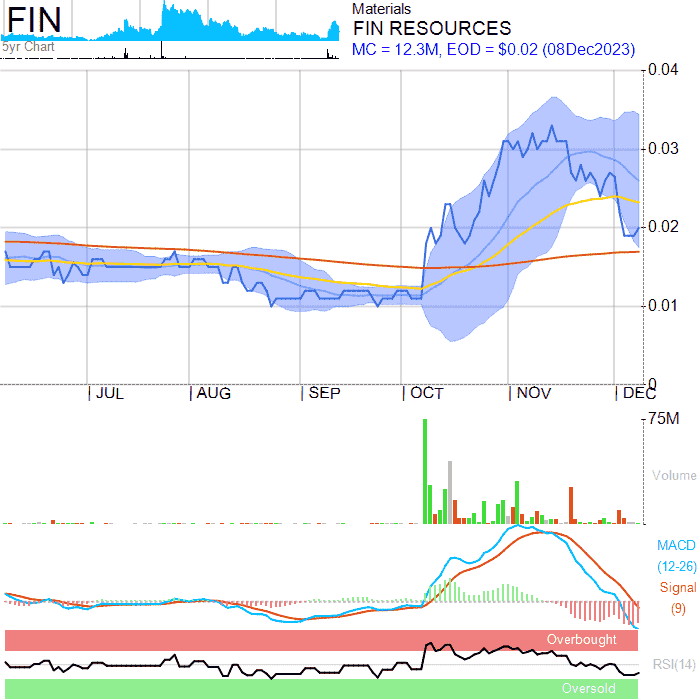 FIN
5yr Chart
Materials
FIN RESOURCES
MC = 12.3M, EOD = $0.02 (08Dec2023)
0.04
0.03
0.02
0.01
0
JUL AUG SEP OCT NOV DEC
75M
Volume
MACD
(12-26)
Signal
(9)
Overbought
RSI(14)
Oversold